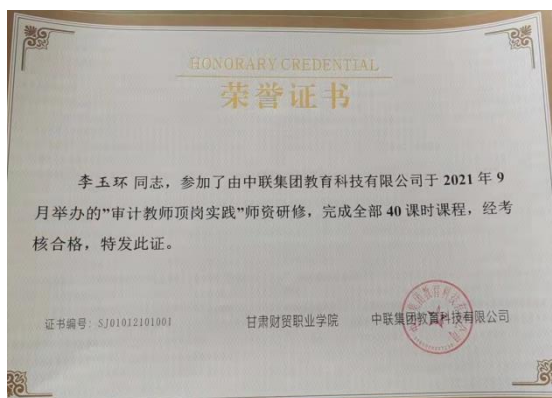 HONORARY CREDENTIAL
荣誉证书
李玉环 同志，参加了由中联集团教育科技有限公司于 2021 年 9
月举办的”审计教师顶岗实践”师资研修，完成全部 40 课时课程，经考
核合格，特发此证。
证书编号：SJ01012101001 甘肃财贸职业学院 中联集团教育科技有限公司